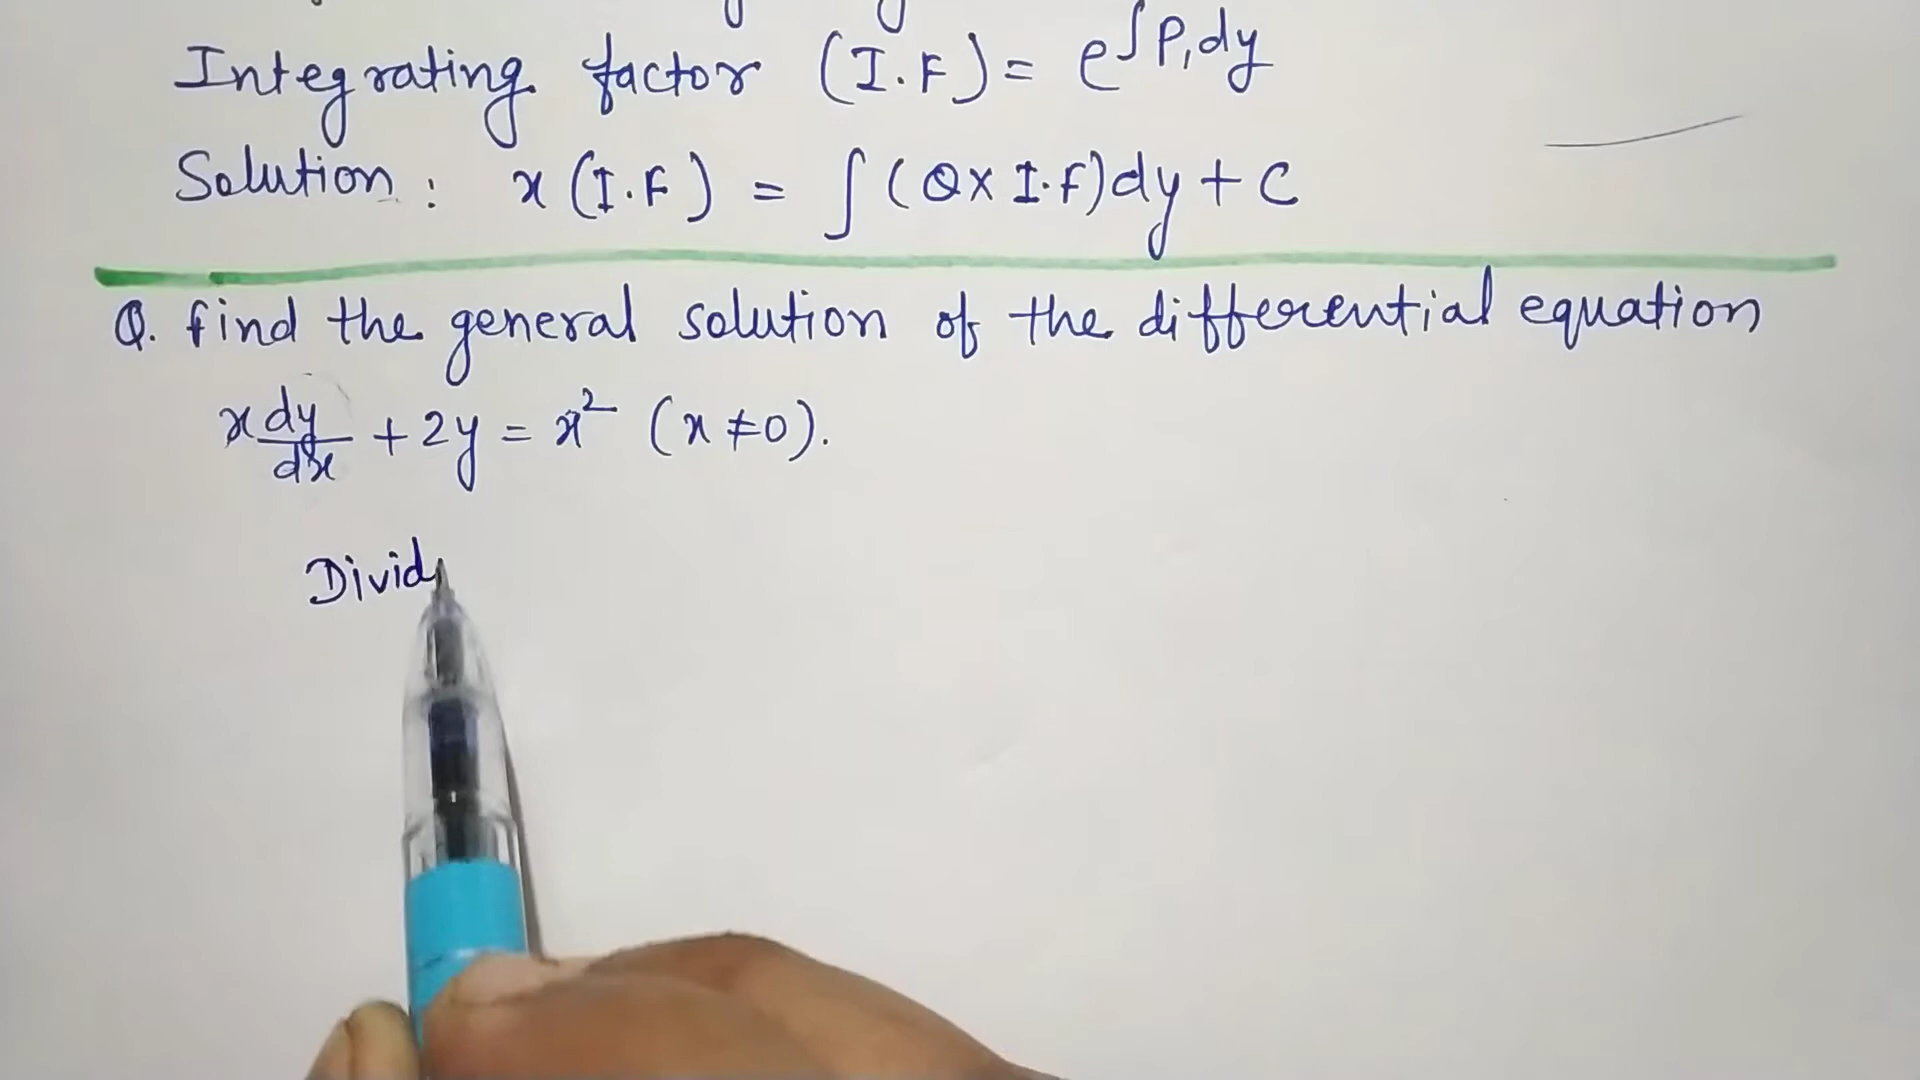 Integrating factor (I.F) = e^∫P₁dy
Solution : x (I.F) = ∫(Q×I.F)dy + C
Q. find the general solution of the differential equation
x dy/dx + 2y = x² (x ≠ 0).
Divid